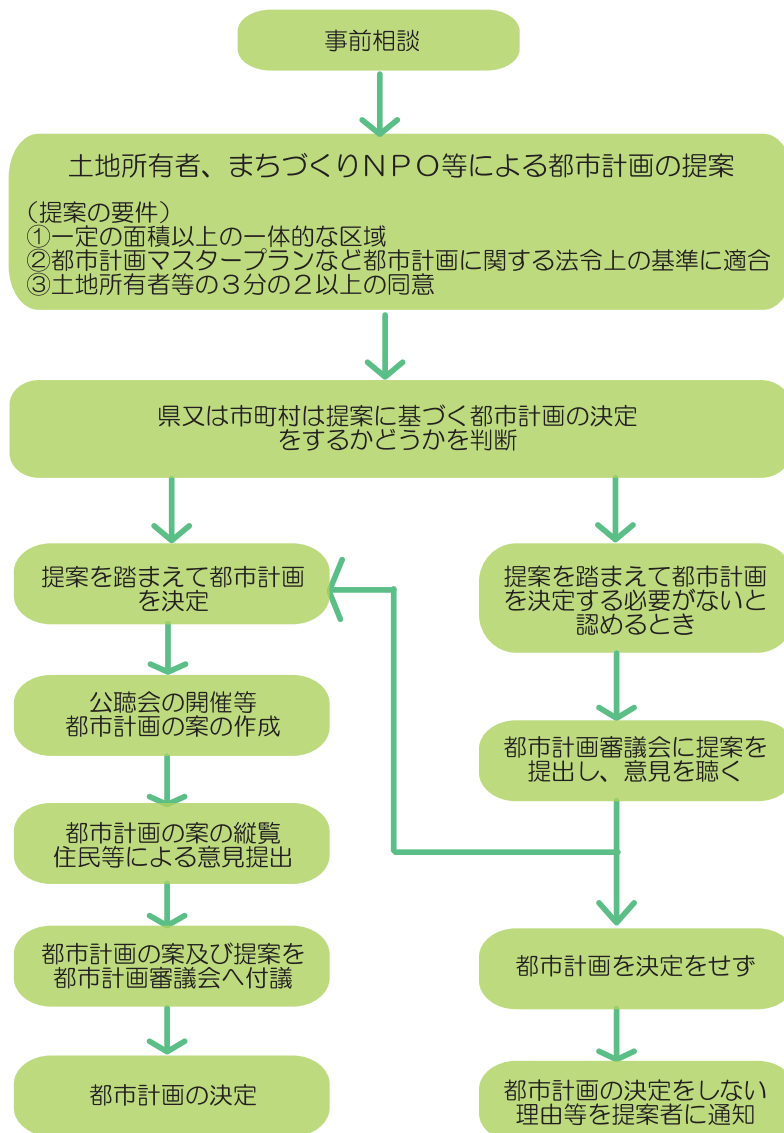 事前相談
土地所有者、まちづくりNPO等による都市計画の提案
(提案の要件)
①一定の面積以上の一体的な区域
②都市計画マスタープランなど都市計画に関する法令上の基準に適合
③土地所有者等の3分の2以上の同意
県又は市町村は提案に基づく都市計画の決定
をするかどうかを判断
提案を踏まえて都市計画
を決定
公聴会の開催等
都市計画の案の作成
都市計画の案の縦覧
住民等による意見提出
都市計画の案及び提案を
都市計画審議会へ付議
都市計画の決定
提案を踏まえて都市計画
を決定する必要がないと
認めるとき
都市計画審議会に提案を
提出し、意見を聴く
都市計画を決定をせず
都市計画の決定をしない
理由等を提案者に通知